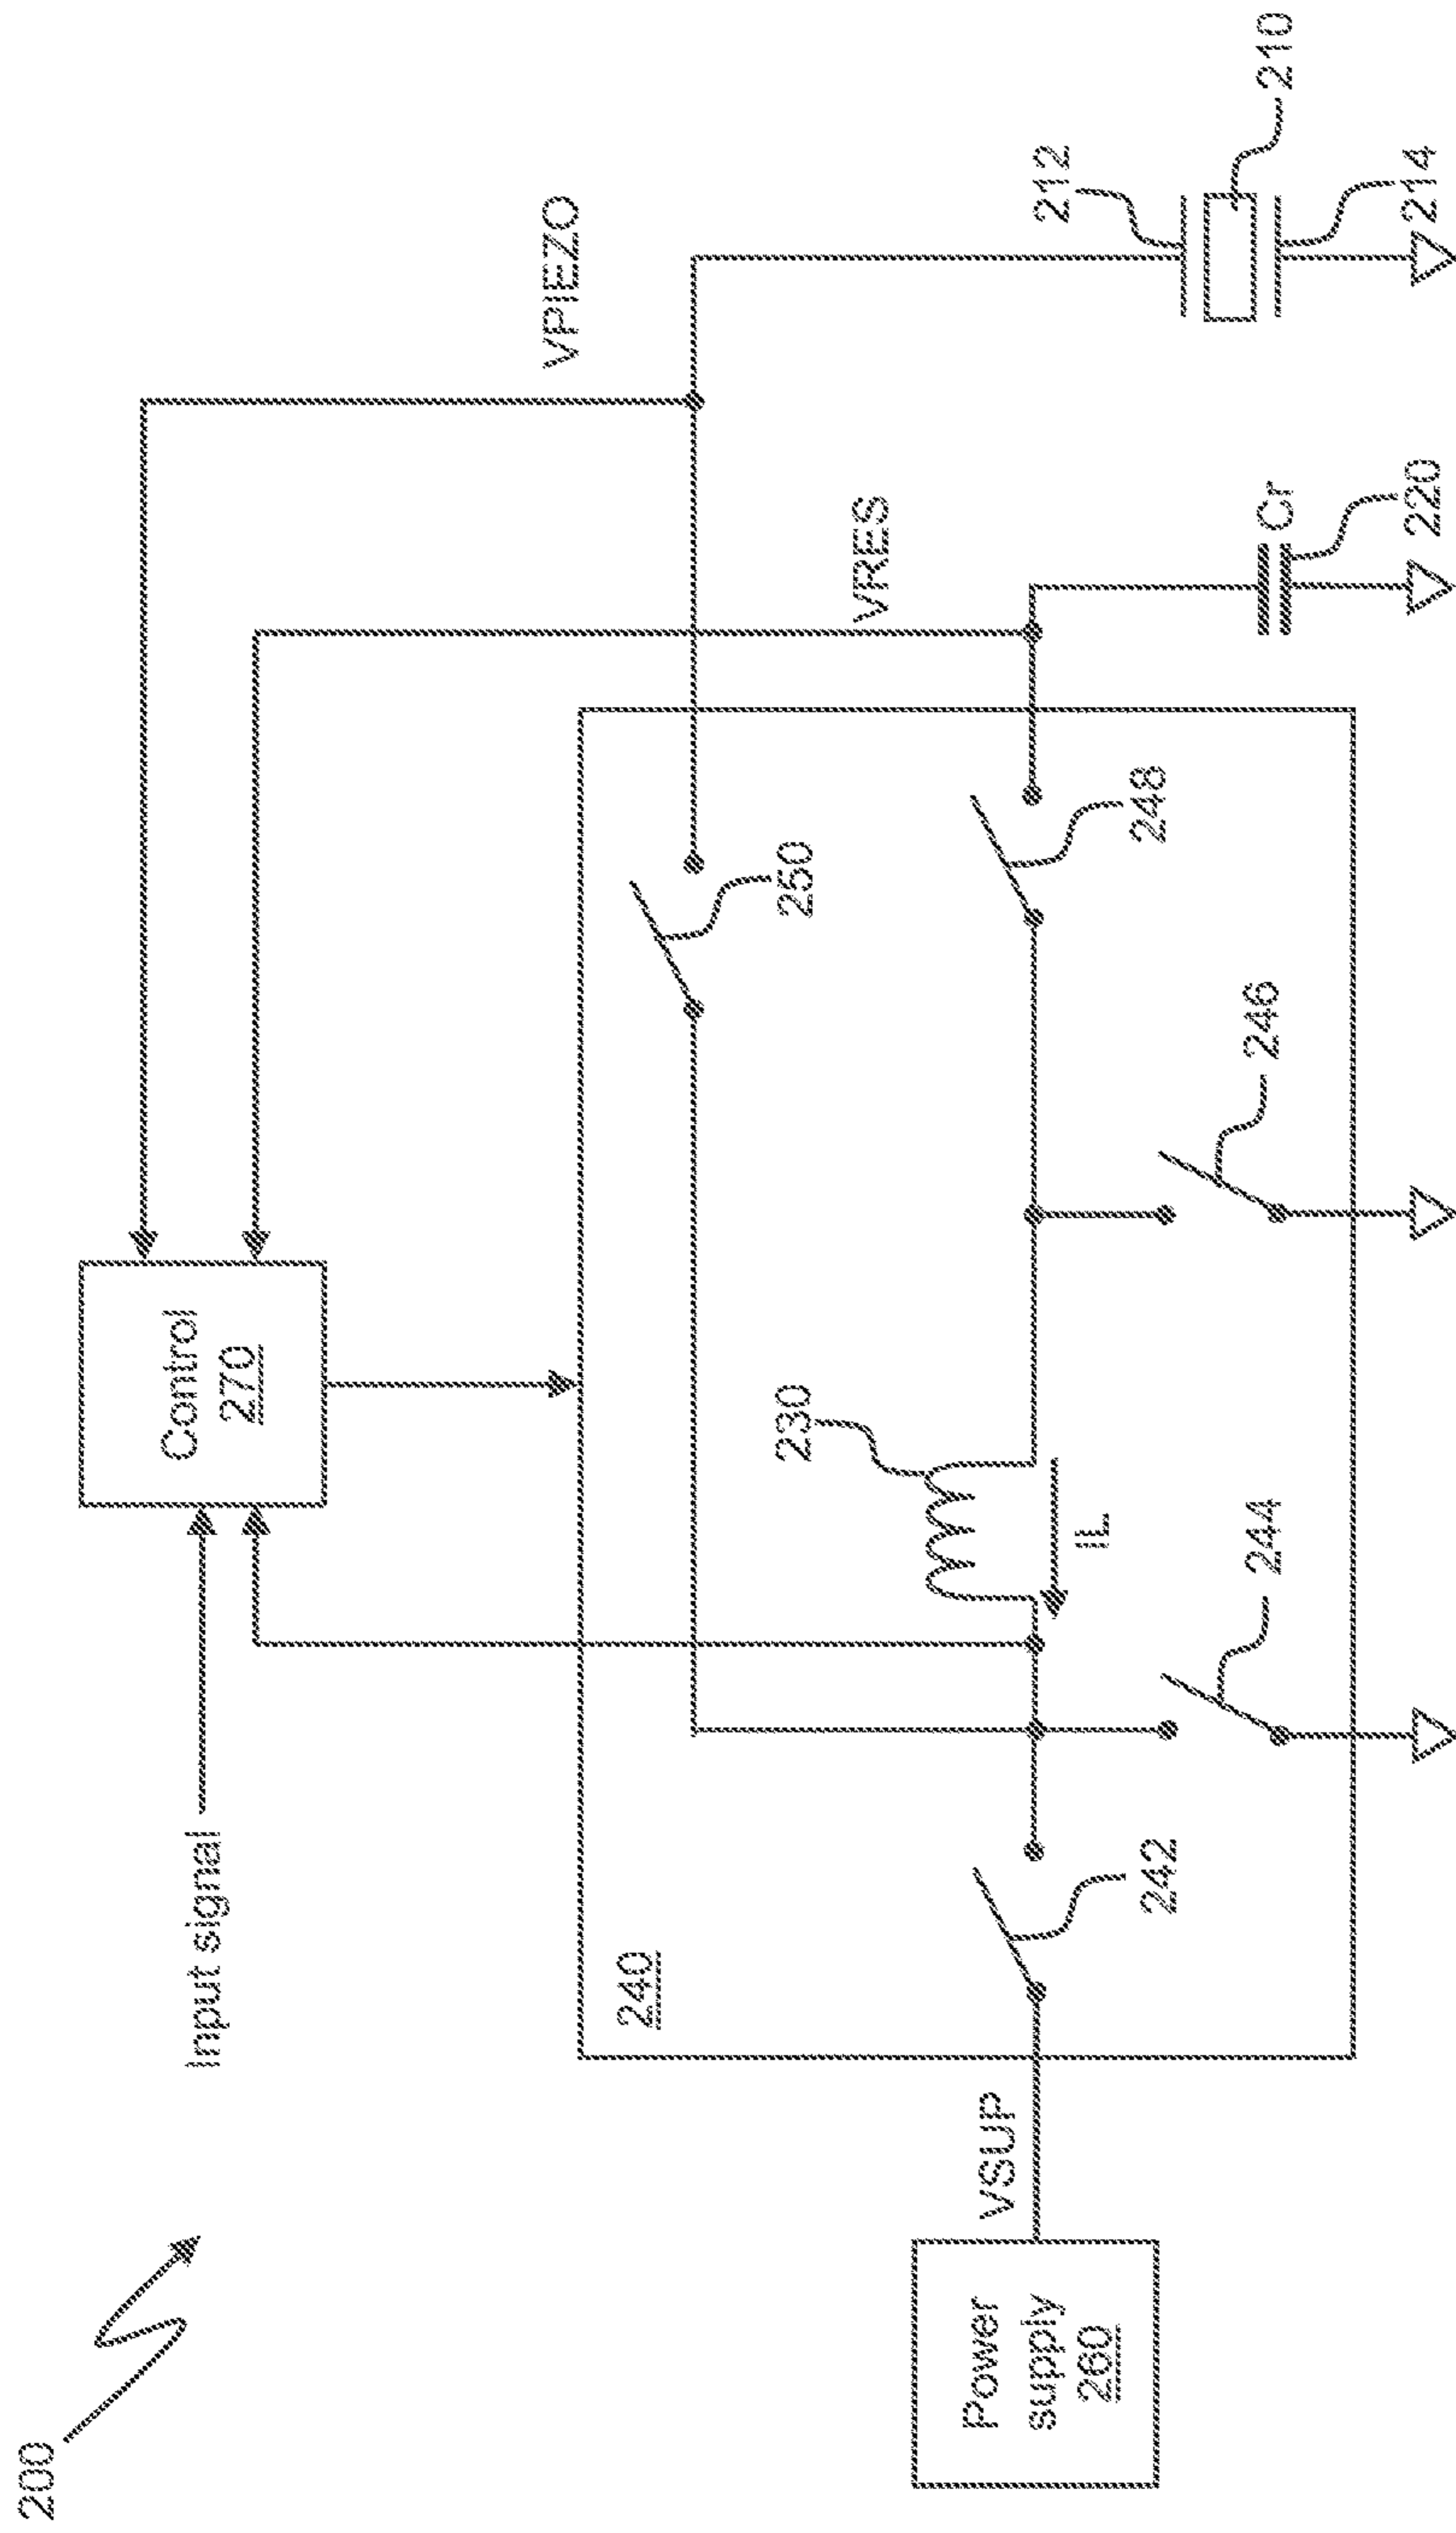 200
Input signal
Control
270
VPIEZO
VRES
240
250
230
IL
248
242
244
246
VSUP
Power
supply
260
Cr
220
212
210
214